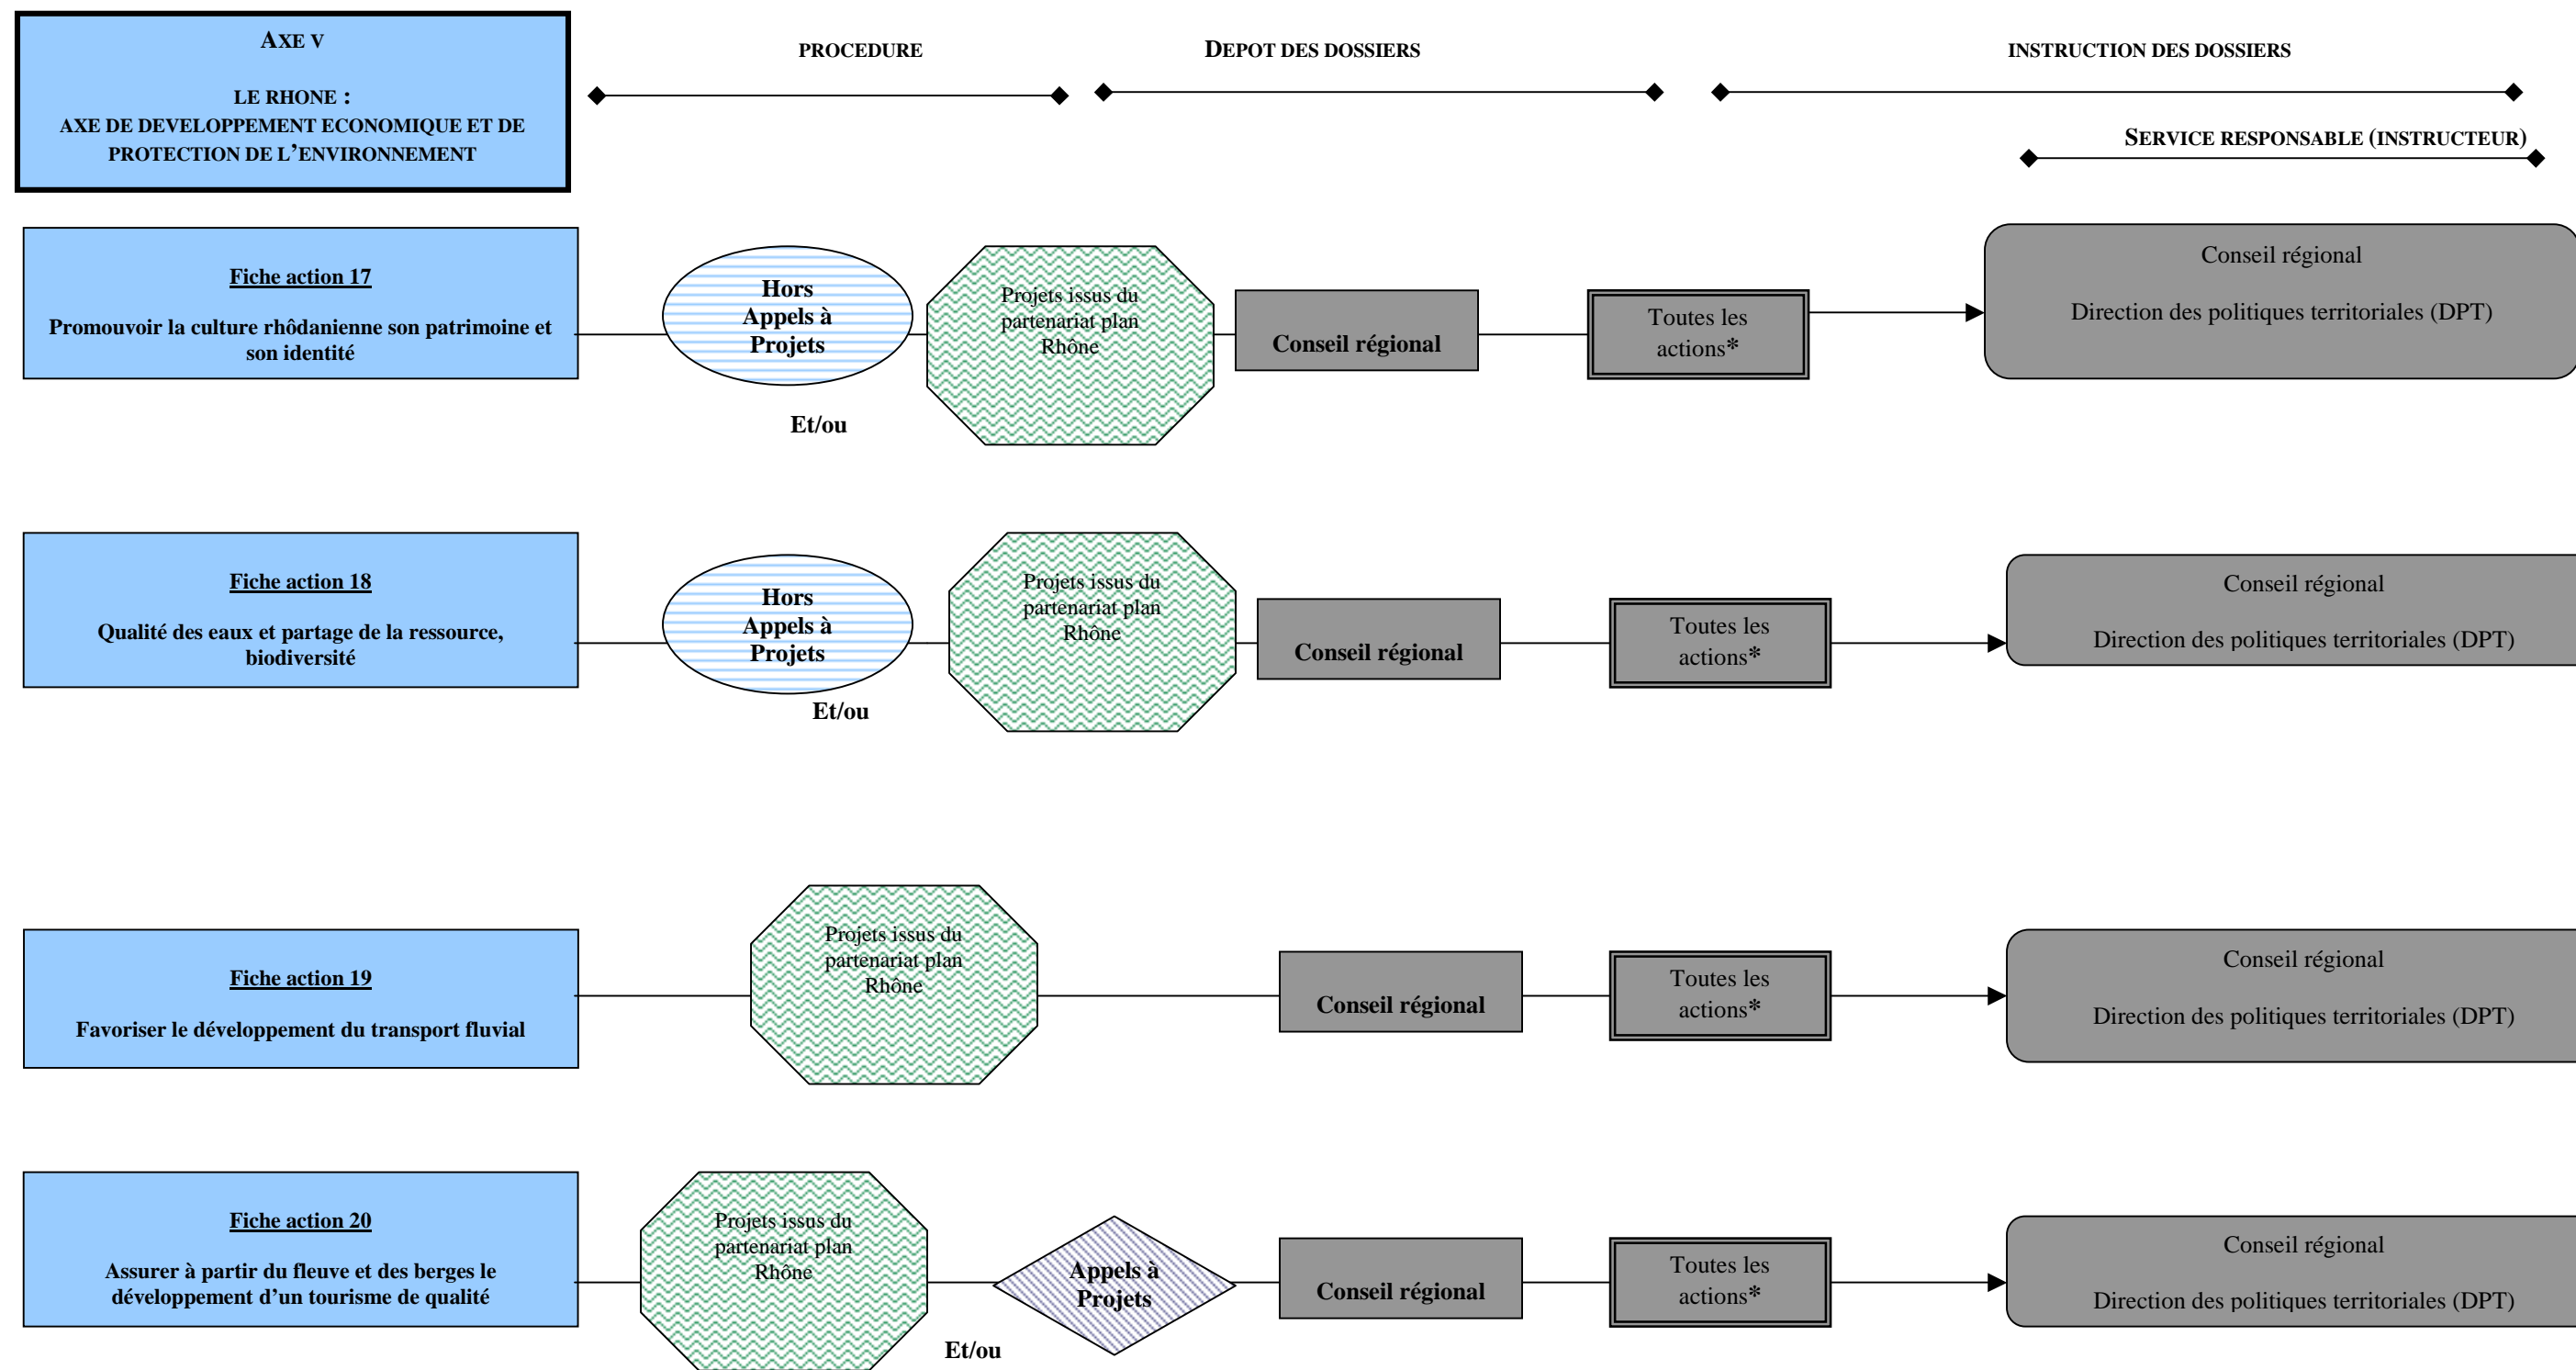 AXE V
LE RHONE :
AXE DE DEVELOPPEMENT ECONOMIQUE ET DE
PROTECTION DE L’ENVIRONNEMENT
PROCEDURE
DEPOT DES DOSSIERS
INSTRUCTION DES DOSSIERS
SERVICE RESPONSABLE (INSTRUCTEUR)
Fiche action 17
Promouvoir la culture rhôdanienne son patrimoine et
son identité
Hors
Appels à
Projets
Et/ou
Projets issus du
partenariat plan
Rhône
Conseil régional
Toutes les
actions*
Conseil régional
Direction des politiques territoriales (DPT)
Fiche action 18
Qualité des eaux et partage de la ressource,
biodiversité
Hors
Appels à
Projets
Et/ou
Projets issus du
partenariat plan
Rhône
Conseil régional
Toutes les
actions*
Conseil régional
Direction des politiques territoriales (DPT)
Fiche action 19
Favoriser le développement du transport fluvial
Projets issus du
partenariat plan
Rhône
Conseil régional
Toutes les
actions*
Conseil régional
Direction des politiques territoriales (DPT)
Fiche action 20
Assurer à partir du fleuve et des berges le
développement d’un tourisme de qualité
Projets issus du
partenariat plan
Rhône
Et/ou
Appels à
Projets
Conseil régional
Toutes les
actions*
Conseil régional
Direction des politiques territoriales (DPT)